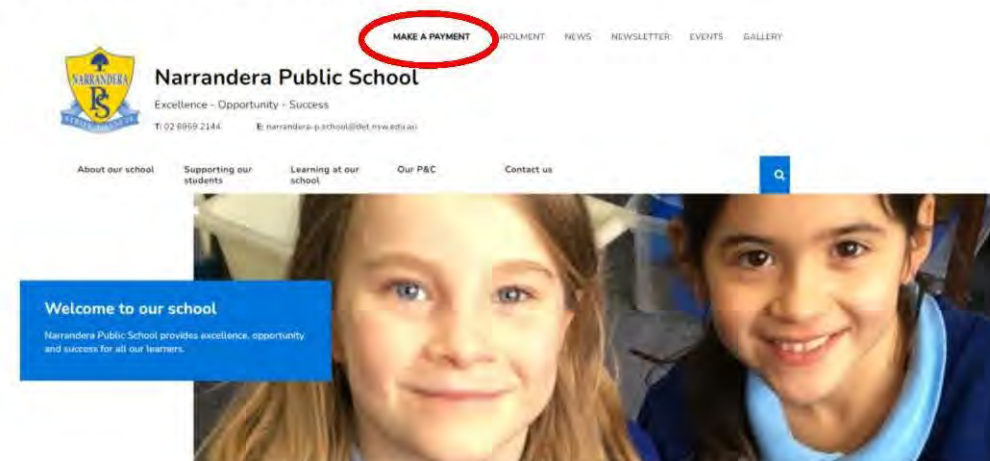 MAKE A PAYMENT ENROLMENT NEWS NEWSLETTER EVENTS GALLERY
NARRANDERA
PS
Narrandera Public School
Excellence - Opportunity - Success
T: 02 6959 2144 E: narrandera-p.school@det.nsw.edu.au
About our school Supporting our students Learning at our school Our P&C Contact us
Welcome to our school
Narrandera Public School provides excellence, opportunity
and success for all our learners.